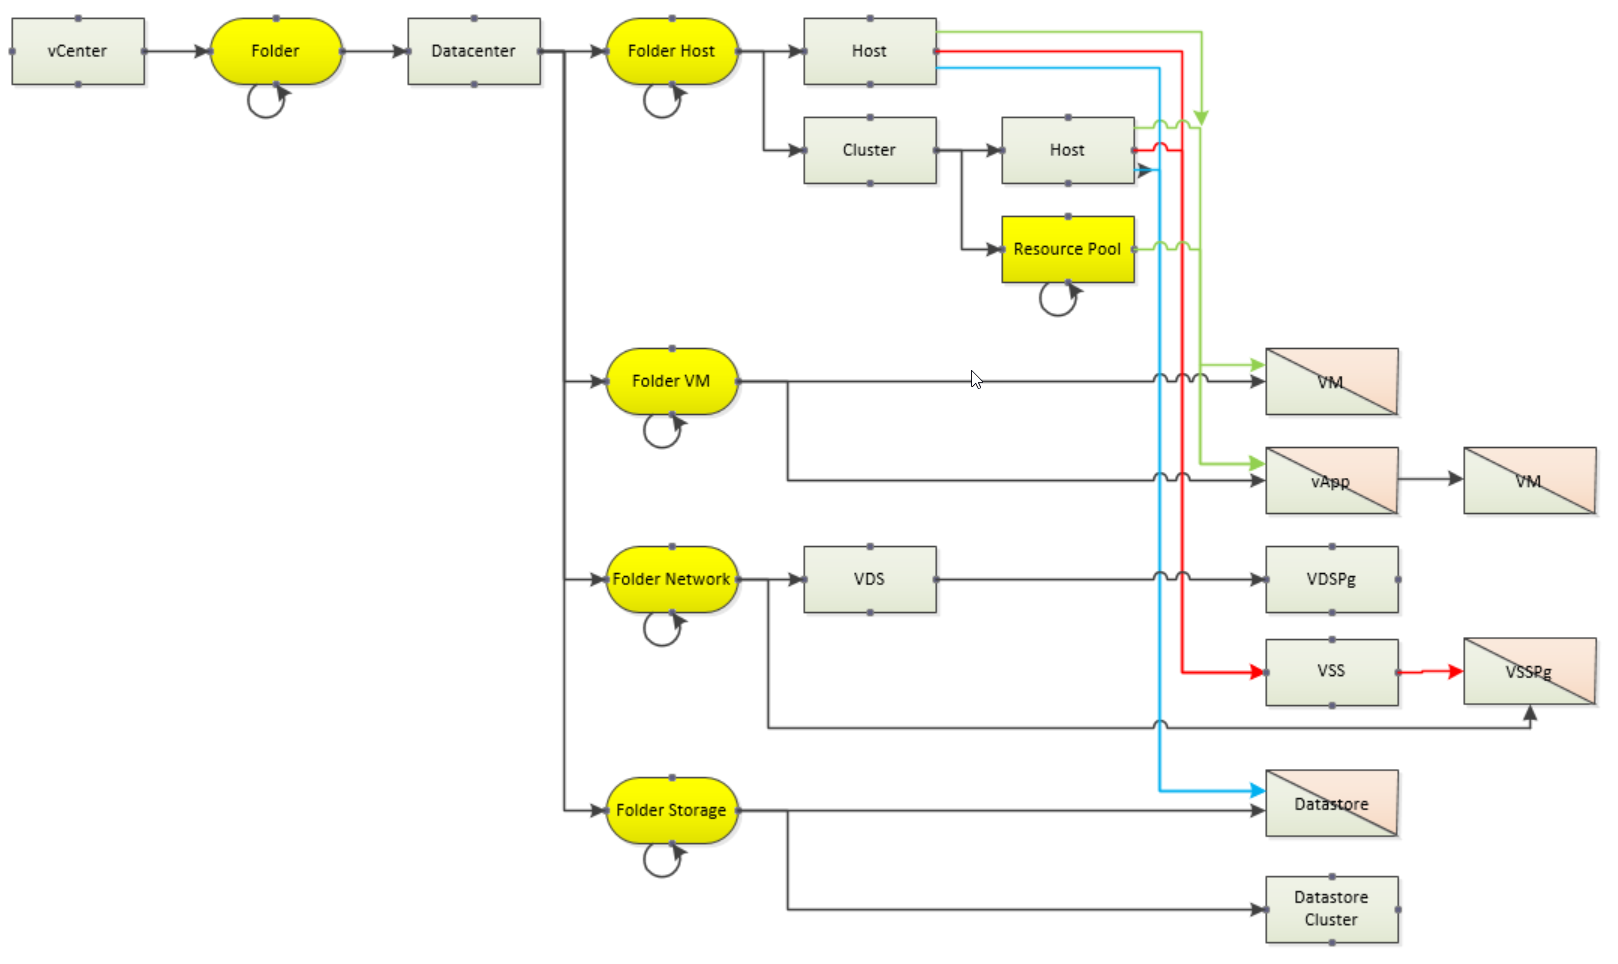 vCenter
Folder
Datacenter
Folder Host
Host
Cluster
Host
Resource Pool
Folder VM
VM
vApp
VM
Folder Network
VDS
VDSPg
VSS
VSSPg
Folder Storage
Datastore
Datastore
Cluster